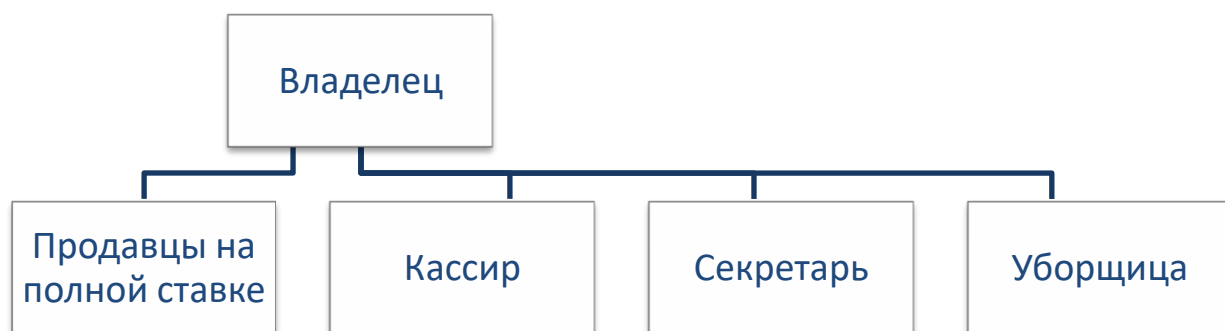 Владелец
Продавцы на
полной ставке
Кассир
Секретарь
Уборщица